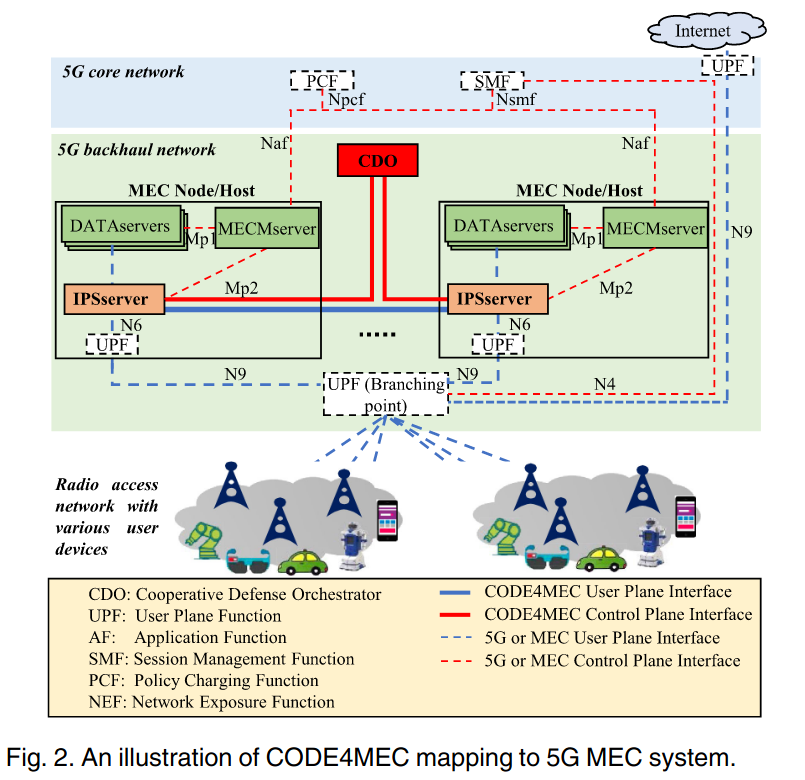 Internet
UPF
5G core network
PCF
SMF
Npcf
Nsmf
5G backhaul network
Naf
CDO
Naf
MEC Node/Host
MEC Node/Host
DATAservers
Mp1
MECMserver
DATAservers
Mp1
MECMserver
N9
IPSserver
Mp2
IPSserver
Mp2
N6
N6
UPF
UPF
N9
UPF (Branching
point)
N9
N4
Radio access
network with
various user
devices
CDO: Cooperative Defense Orchestrator
UPF: User Plane Function
AF: Application Function
SMF: Session Management Function
PCF: Policy Charging Function
NEF: Network Exposure Function
CODE4MEC User Plane Interface
CODE4MEC Control Plane Interface
5G or MEC User Plane Interface
5G or MEC Control Plane Interface
Fig. 2. An illustration of CODE4MEC mapping to 5G MEC system.